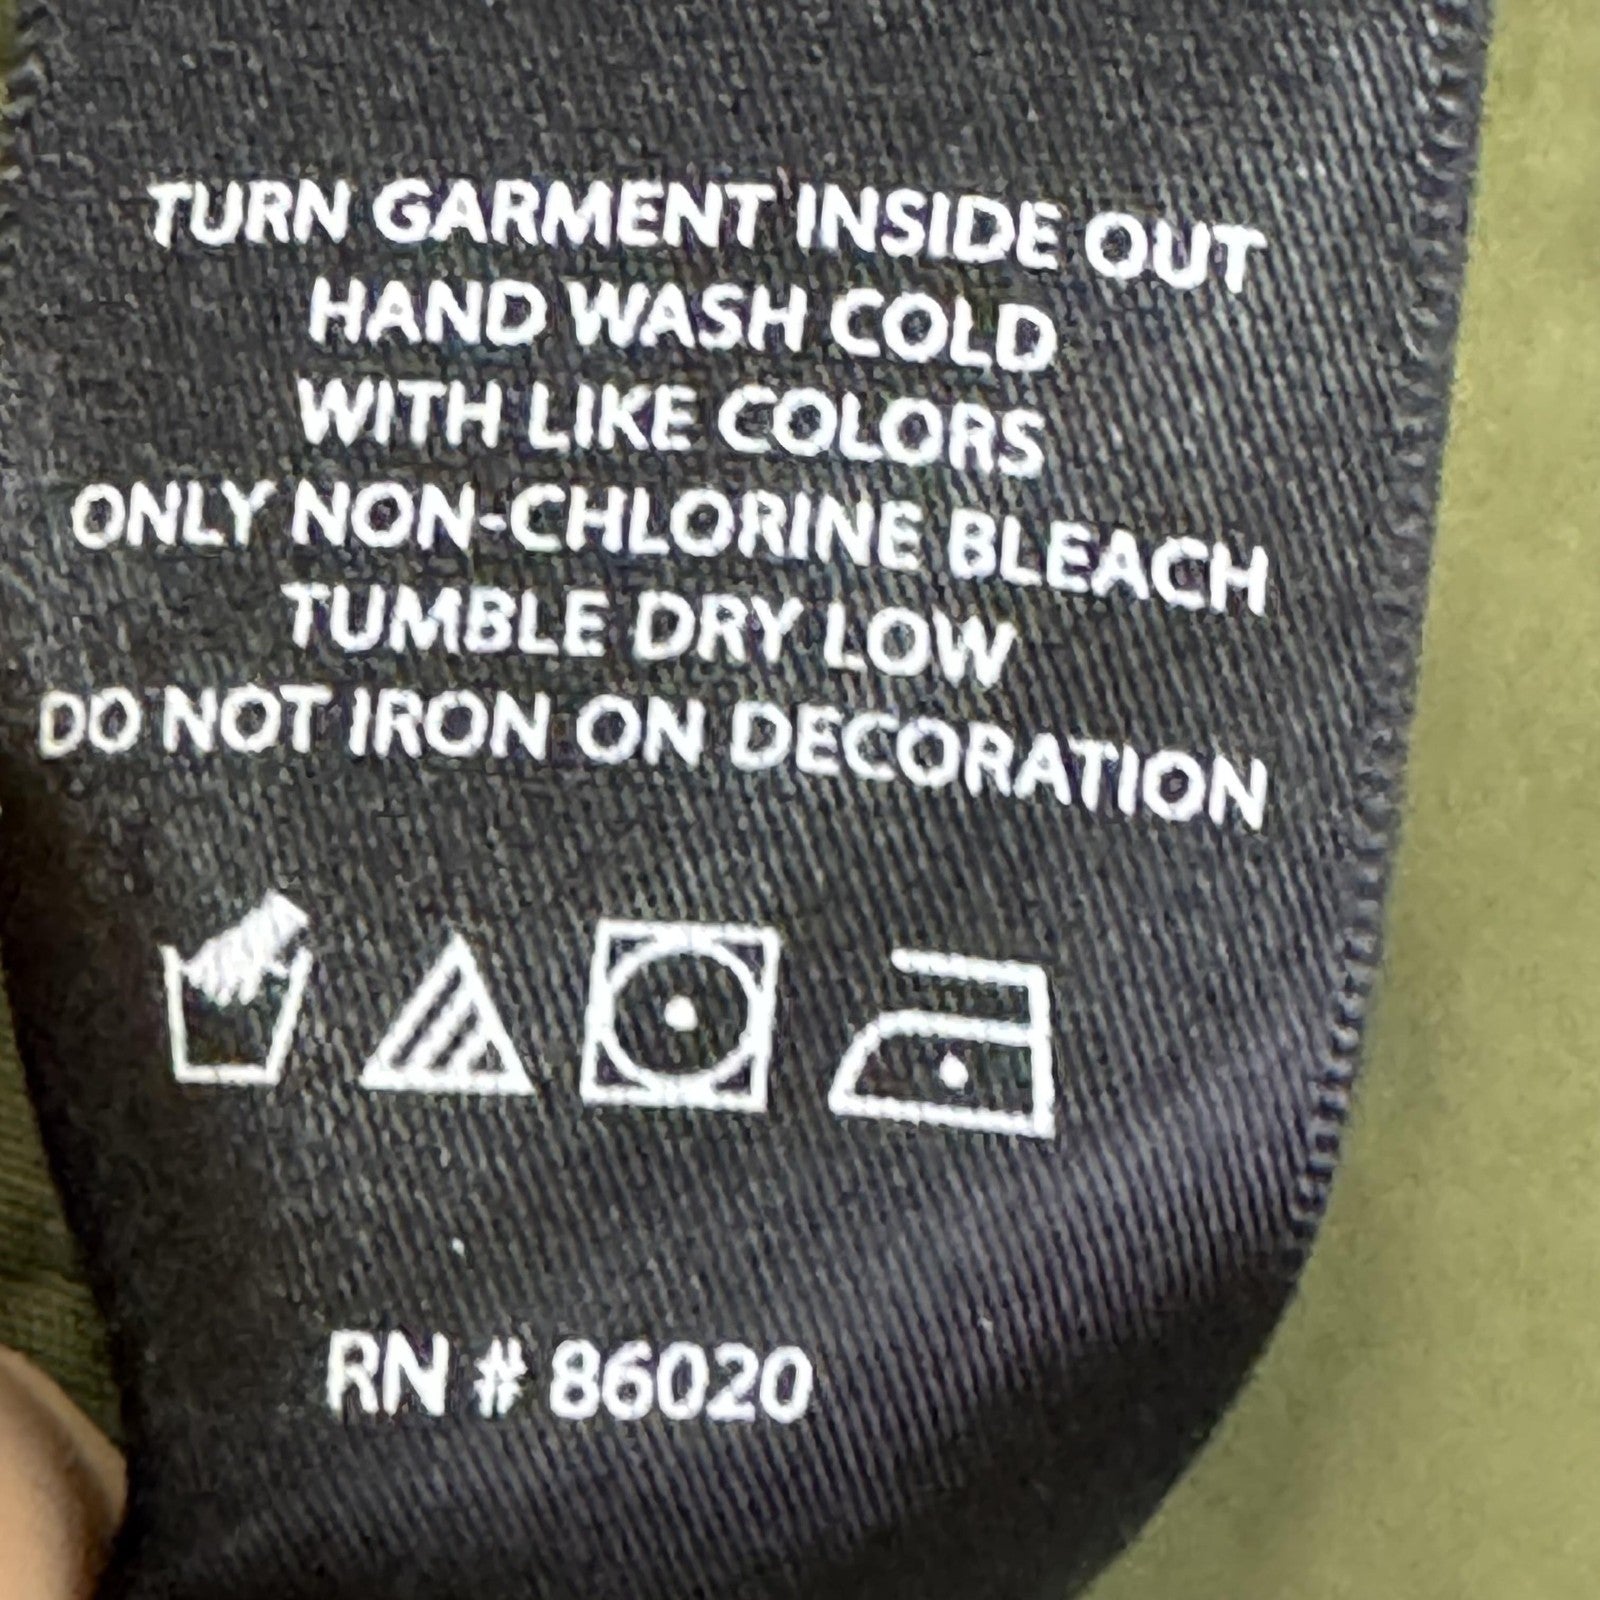 TURN GARMENT INSIDE OUT
HAND WASH COLD
WITH LIKE COLORS
ONLY NON-CHLORINE BLEACH
TUMBLE DRY LOW
DO NOT IRON ON DECORATION
RN # 86020